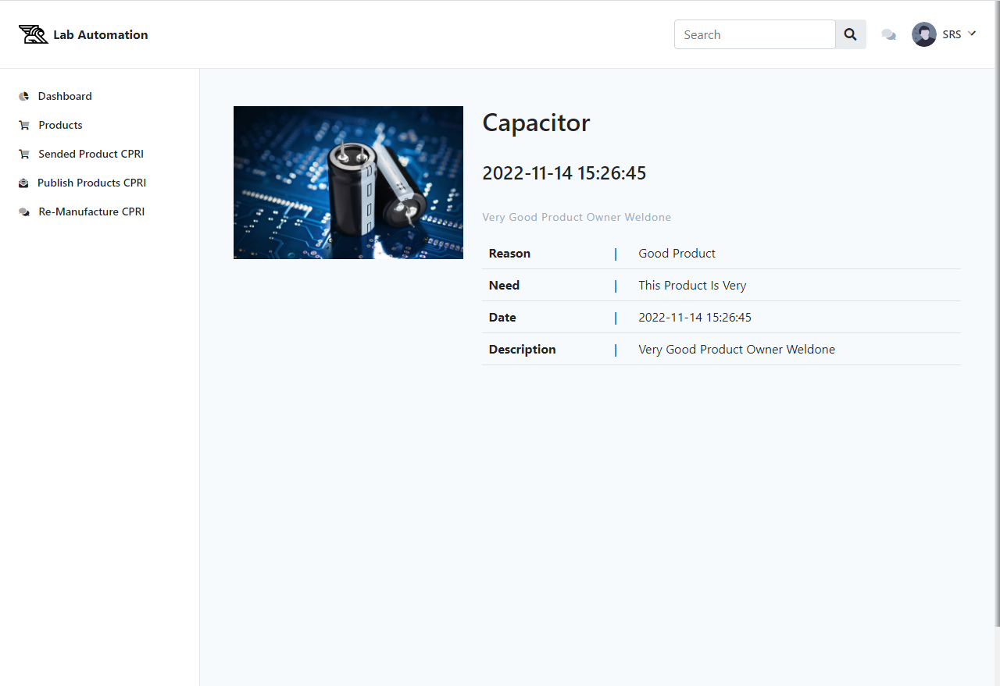 Lab Automation
Search
SRS
Dashboard
Products
Sended Product CPRI
Publish Products CPRI
Re-Manufacture CPRI
Capacitor
2022-11-14 15:26:45
Very Good Product Owner Weldone
Reason | Good Product
Need | This Product Is Very
Date | 2022-11-14 15:26:45
Description | Very Good Product Owner Weldone